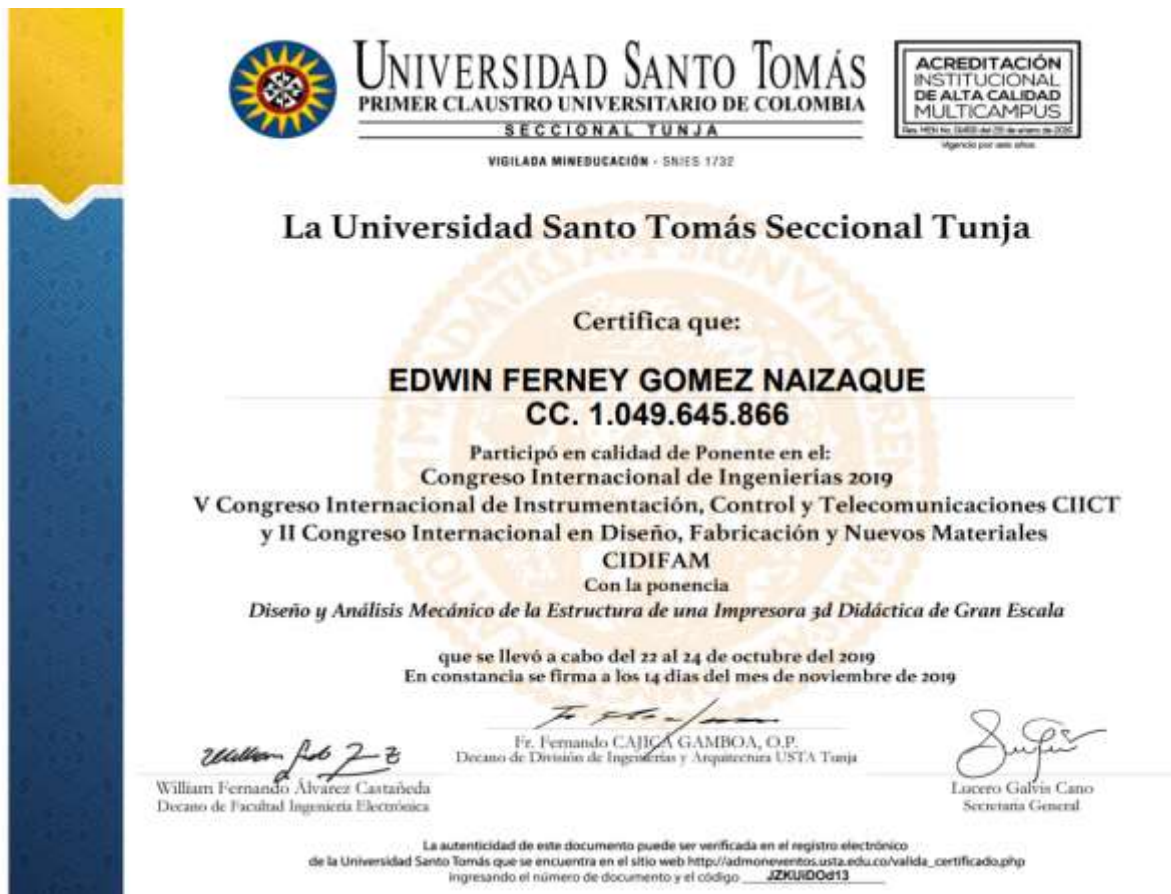 UNIVERSIDAD SANTO TOMÁS
PRIMER CLAUSTRO UNIVERSITARIO DE COLOMBIA
SECCIONAL TUNJA
VIGILADA MINEDUCACIÓN - SNIES 1732
ACREDITACIÓN
INSTITUCIONAL
DE ALTA CALIDAD
MULTICAMPUS
Vigencia por seis años.
La Universidad Santo Tomás Seccional Tunja
Certifica que:
EDWIN FERNEY GOMEZ NAIZAQUE
CC. 1.049.645.866
Participó en calidad de Ponente en el:
Congreso Internacional de Ingenierías 2019
V Congreso Internacional de Instrumentación, Control y Telecomunicaciones CIICT
y II Congreso Internacional en Diseño, Fabricación y Nuevos Materiales
CIDIFAM
Con la ponencia
Diseño y Análisis Mecánico de la Estructura de una Impresora 3d Didáctica de Gran Escala
que se llevó a cabo del 22 al 24 de octubre del 2019
En constancia se firma a los 14 dias del mes de noviembre de 2019
Fr. Fernando CAJICÁ GAMBOA, O.P.
Decano de División de Ingenierías y Arquitectura USTA Tunja
William Fernando Álvarez Castañeda
Decano de Facultad Ingeniería Electrónica
Lucero Galvis Cano
Secretaria General
La autenticidad de este documento puede ser verificada en el registro electrónico
de la Universidad Santo Tomás que se encuentra en el sitio web http://admoneventos.usta.edu.co/valida_certificado.php
ingresando el número de documento y el código JZKUiDOd13